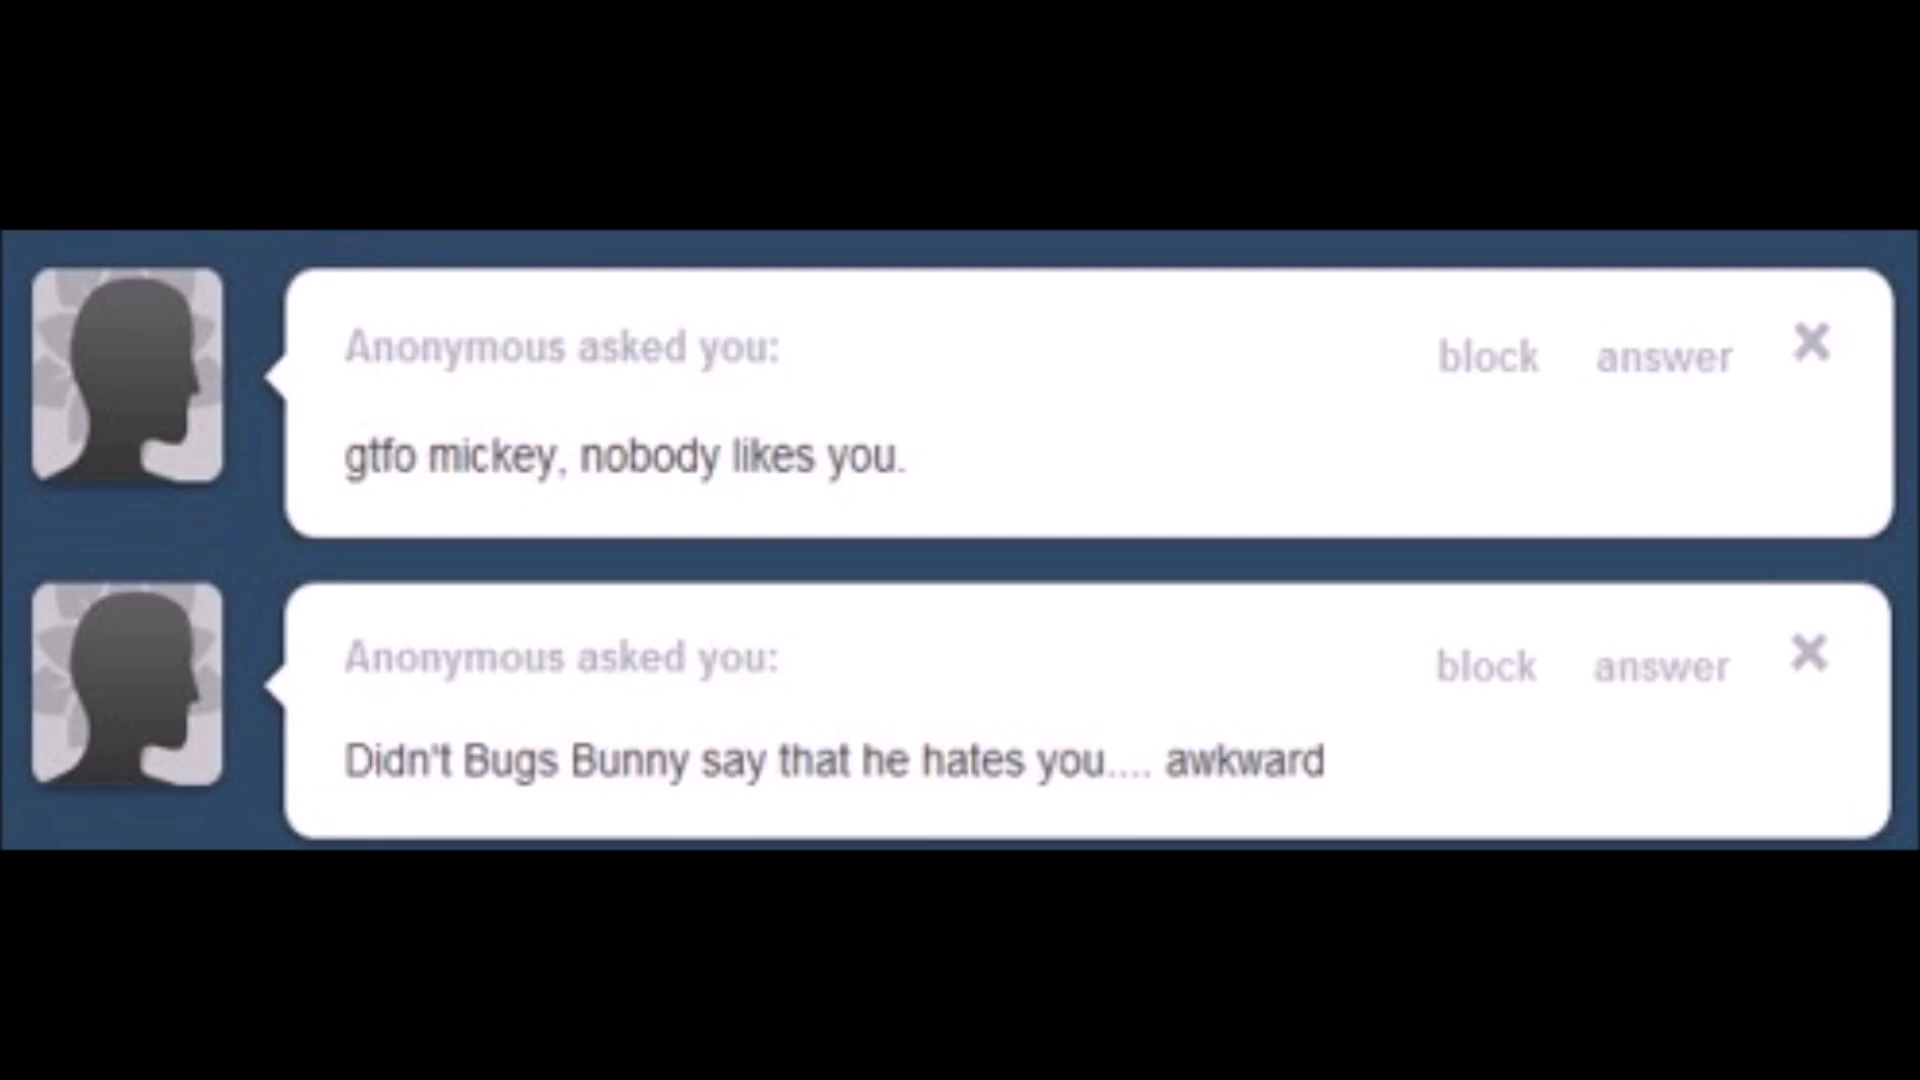 Anonymous asked you:
block answer ×
gtfo mickey, nobody likes you.
Anonymous asked you:
block answer ×
Didn't Bugs Bunny say that he hates you.... awkward